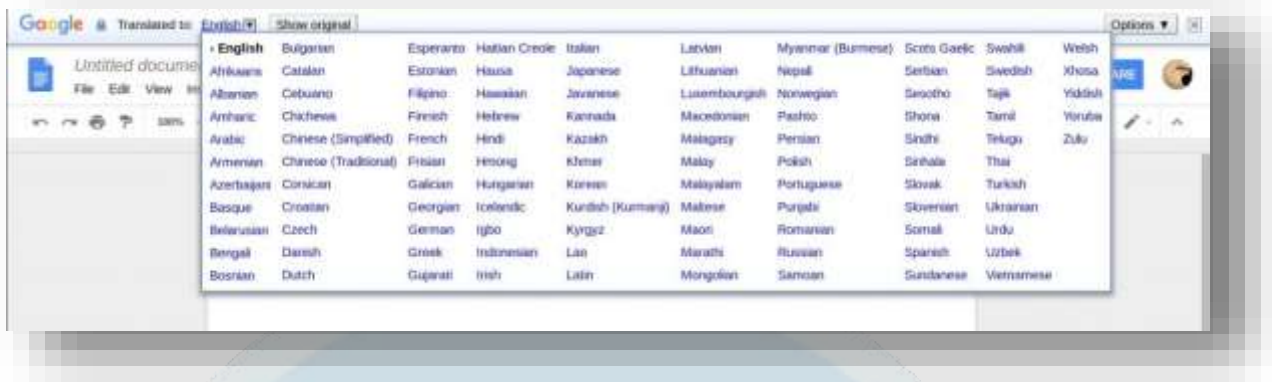 Google Translated to: English Show original Options ▼
› English Bulgarian Esperanto Haitian Creole Italian Latvian Myanmar (Burmese) Scots Gaelic Swahili Welsh
Untitled docume
Afrikaans Catalan Estonian Hausa Japanese Lithuanian Nepali Serbian Swedish Xhosa
File Edit View In
Albanian Cebuano Filipino Hawaiian Javanese Luxembourgish Norwegian Sesotho Tajik Yiddish
ARE
Amharic Chichewa Finnish Hebrew Kannada Macedonian Pashto Shona Tamil Yoruba
100%
Arabic Chinese (Simplified) French Hindi Kazakh Malagasy Persian Sindhi Telugu Zulu
Armenian Chinese (Traditional) Frisian Hmong Khmer Malay Polish Sinhala Thai
Azerbaijani Corsican Galician Hungarian Korean Malayalam Portuguese Slovak Turkish
Basque Croatian Georgian Icelandic Kurdish (Kurmanji) Maltese Punjabi Slovenian Ukrainian
Belarusian Czech German Igbo Kyrgyz Maori Romanian Somali Urdu
Bengali Danish Greek Indonesian Lao Marathi Russian Spanish Uzbek
Bosnian Dutch Gujarati Irish Latin Mongolian Samoan Sundanese Vietnamese